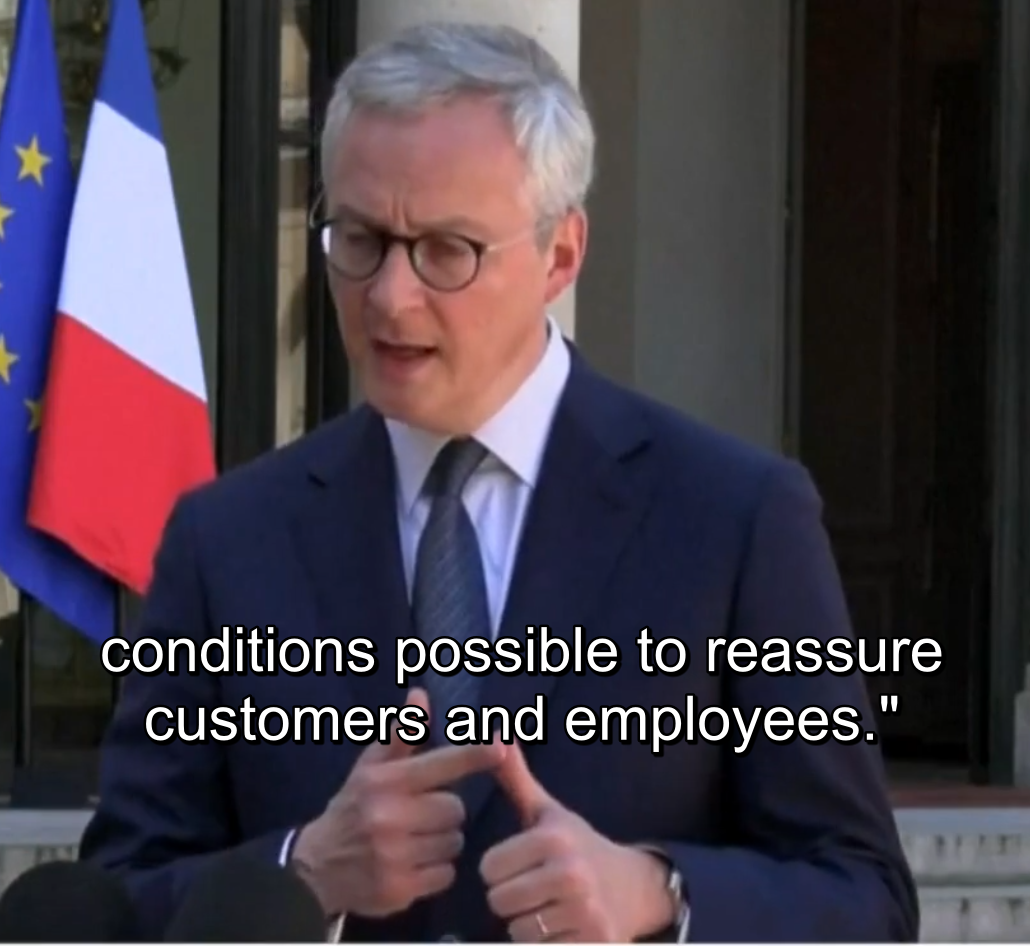 conditions possible to reassure
customers and employees."